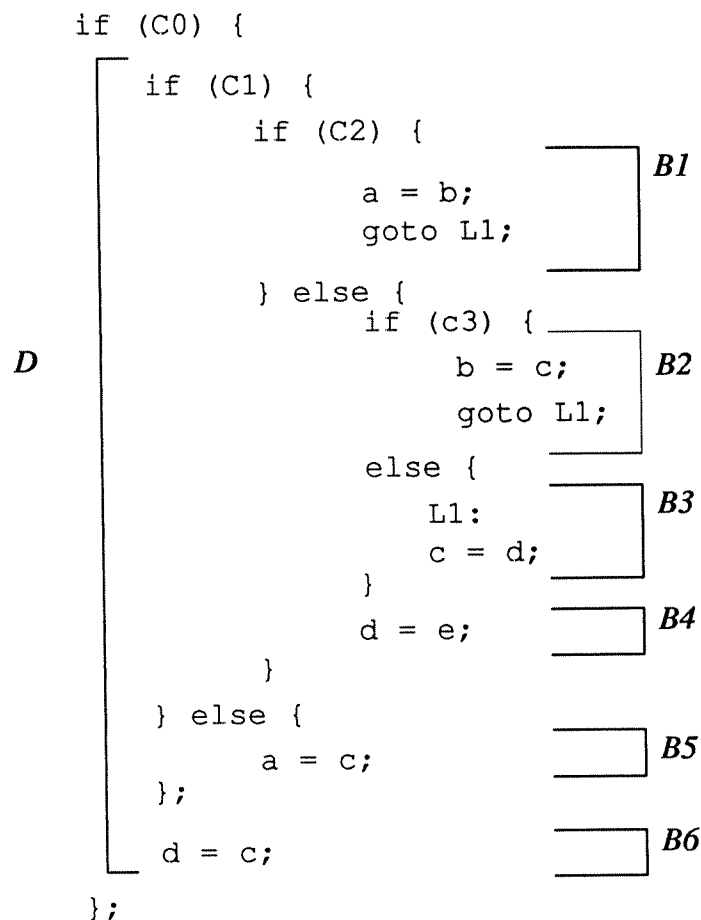 if (C0) {
if (C1) {
if (C2) {
B1
a = b;
goto L1;
} else {
if (c3) {
D
b = c;
B2
goto L1;
else {
L1:
B3
c = d;
}
d = e;
B4
}
} else {
a = c;
B5
};
d = c;
B6
};